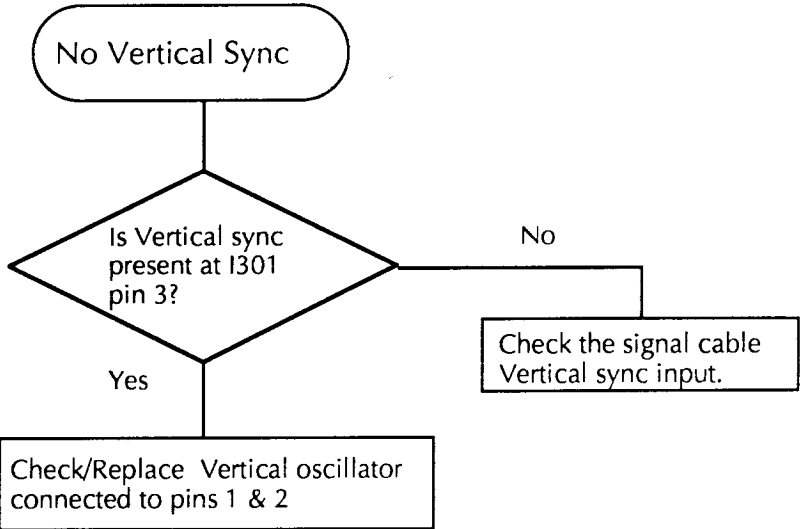 No Vertical Sync
Is Vertical sync
present at I301
pin 3?
No
Check the signal cable
Vertical sync input.
Yes
Check/Replace Vertical oscillator
connected to pins 1 & 2